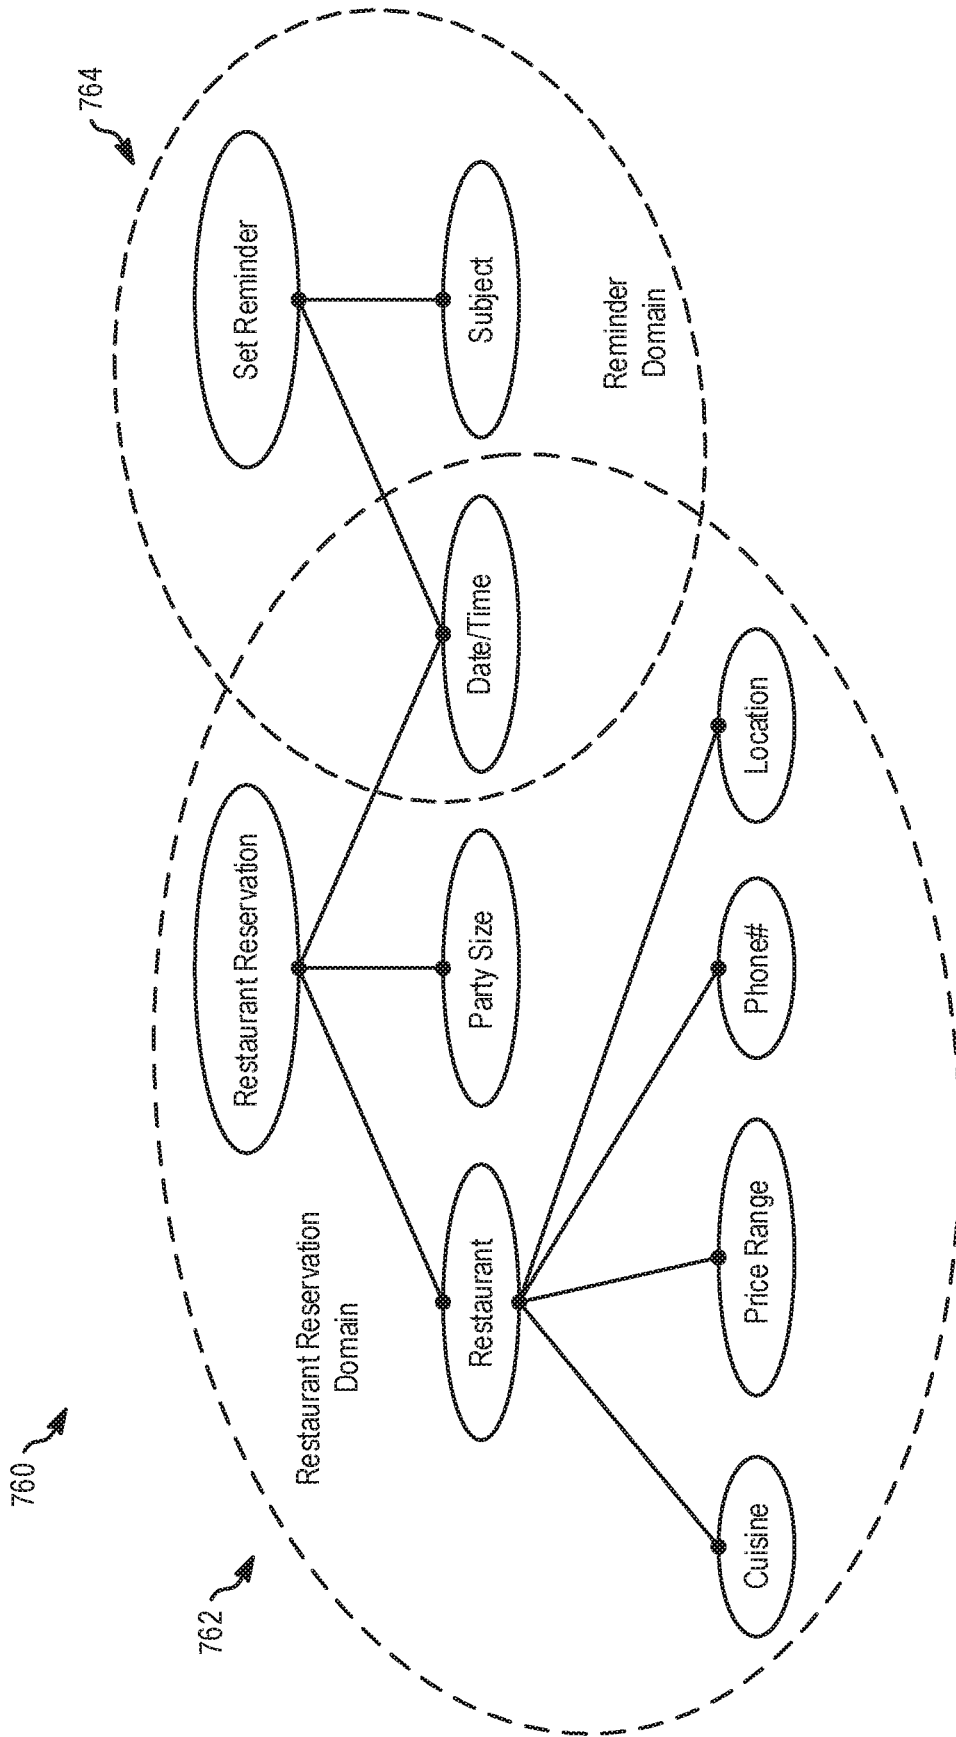 760
762
764
Restaurant Reservation
Domain
Restaurant Reservation
Set Reminder
Restaurant
Party Size
Date/Time
Subject
Reminder
Domain
Cuisine
Price Range
Phone#
Location